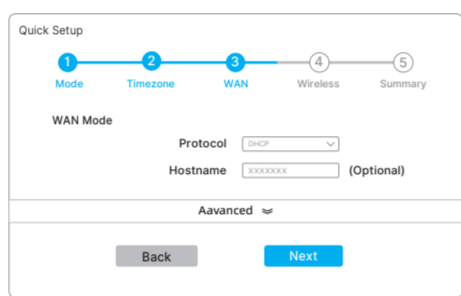 Quick Setup
1 2 3 4 5
Mode Timezone WAN Wireless Summary
WAN Mode
Protocol DHCP
Hostname xxxxxxx (Optional)
Aavanced
Back Next